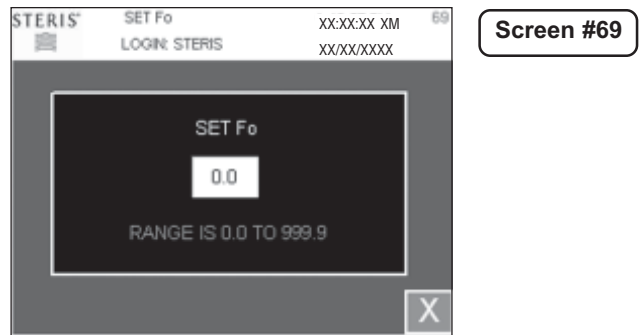 STERIS® SET Fo XX:XX:XX XM 69
LOGIN: STERIS XX/XX/XXXX
Screen #69
SET Fo
0.0
RANGE IS 0.0 TO 999.9
X